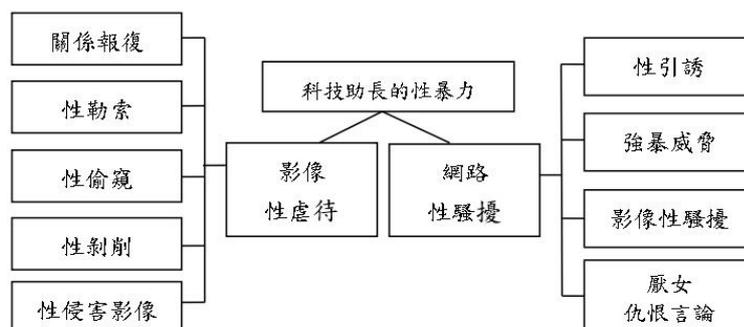 科技助長的性暴力
影像
性虐待
關係報復
性勒索
性偷窺
性剝削
性侵害影像
網路
性騷擾
性引誘
強暴威脅
影像性騷擾
厭女
仇恨言論